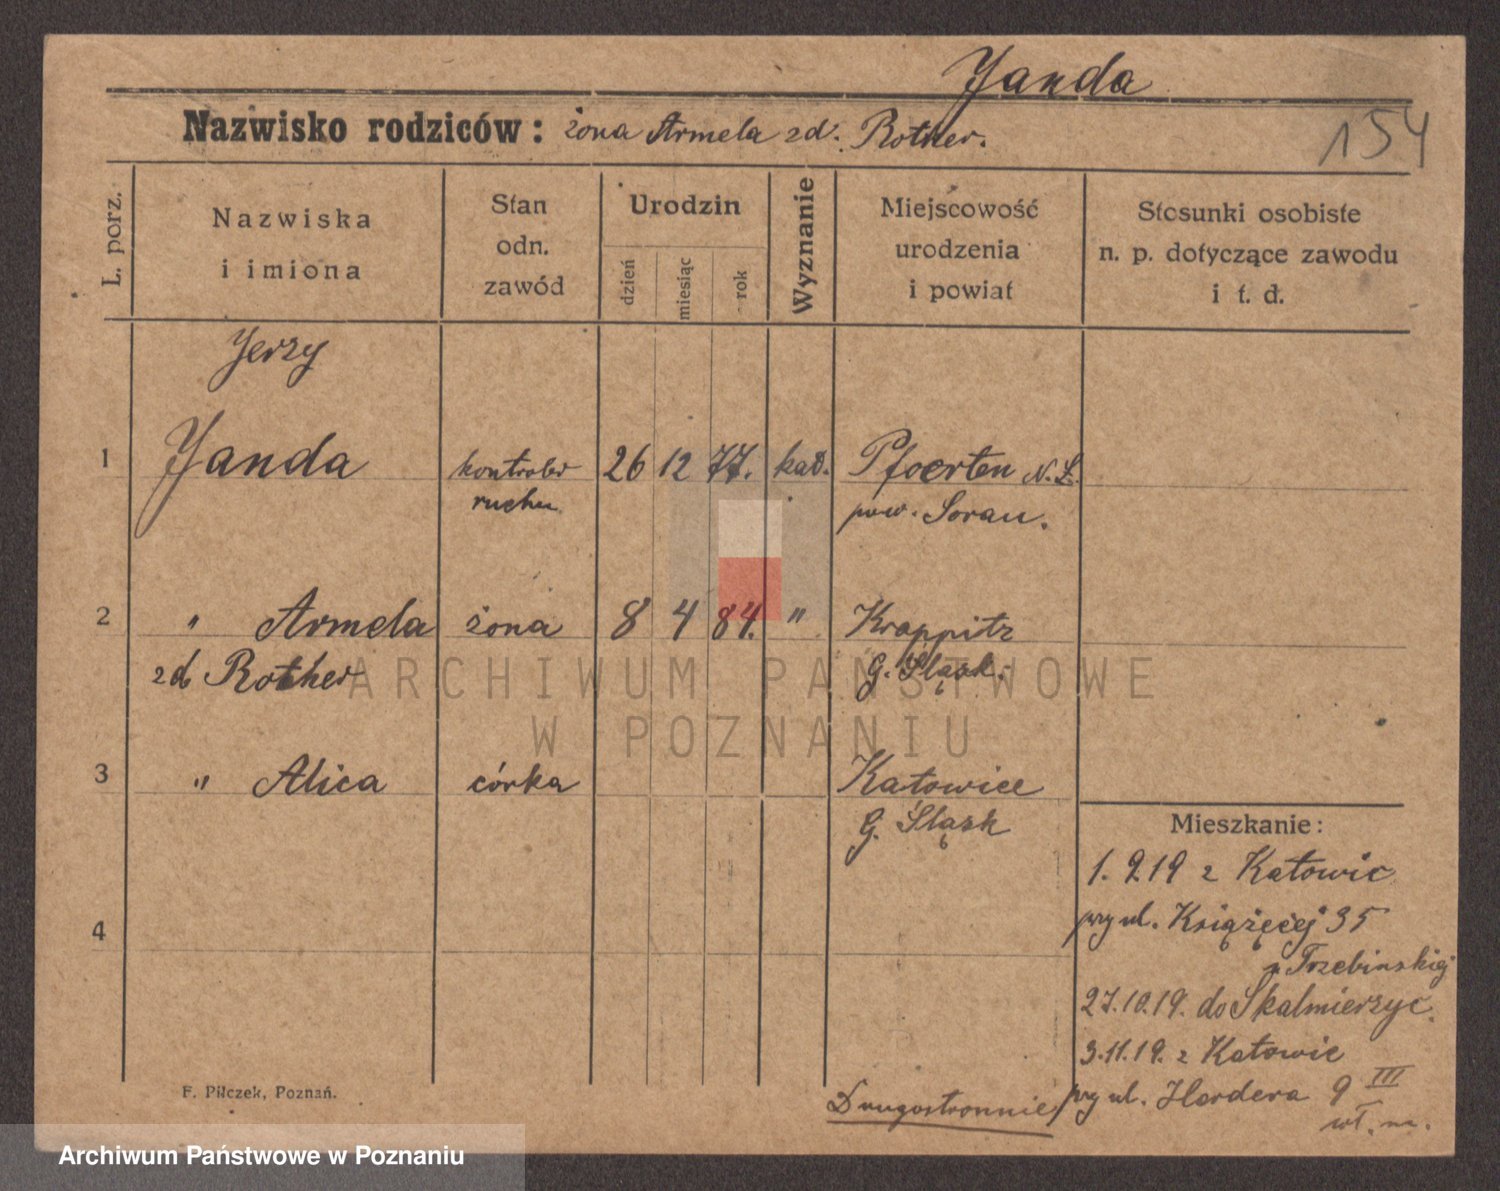 Yanda
Nazwisko rodziców: żona Armela zd. Rother.
154
L. porz.
Nazwiska
i imiona
Stan
odn.
zawód
Urodzin
dzień
miesiąc
rok
Wyznanie
Miejscowość
urodzenia
i powiat
Stosunki osobiste
n. p. dotyczące zawodu
i t. d.
Jerzy
1 Yanda kontroler 26 12 77. kat. Pfoerten N.Ł.
ruchu pow. Sorau.
2 " Armela żona 8 4 84. " Krappitz
zd Rother G. Śląsk.
3 " Alica córka Katowice
G. Śląsk
4
Mieszkanie:
1. 9.19 z Katowic
przy ul. Książęcej 35
u Trzebinskiej
27.10.19. do Skalmierzyc.
3.11.19. z Katowic
przy ul. Herdera 9 III
wł. m.
Drugostronnie
F. Pilczek, Poznań.
ARCHIWUM PAŃSTWOWE
W POZNANIU
Archiwum Państwowe w Poznaniu